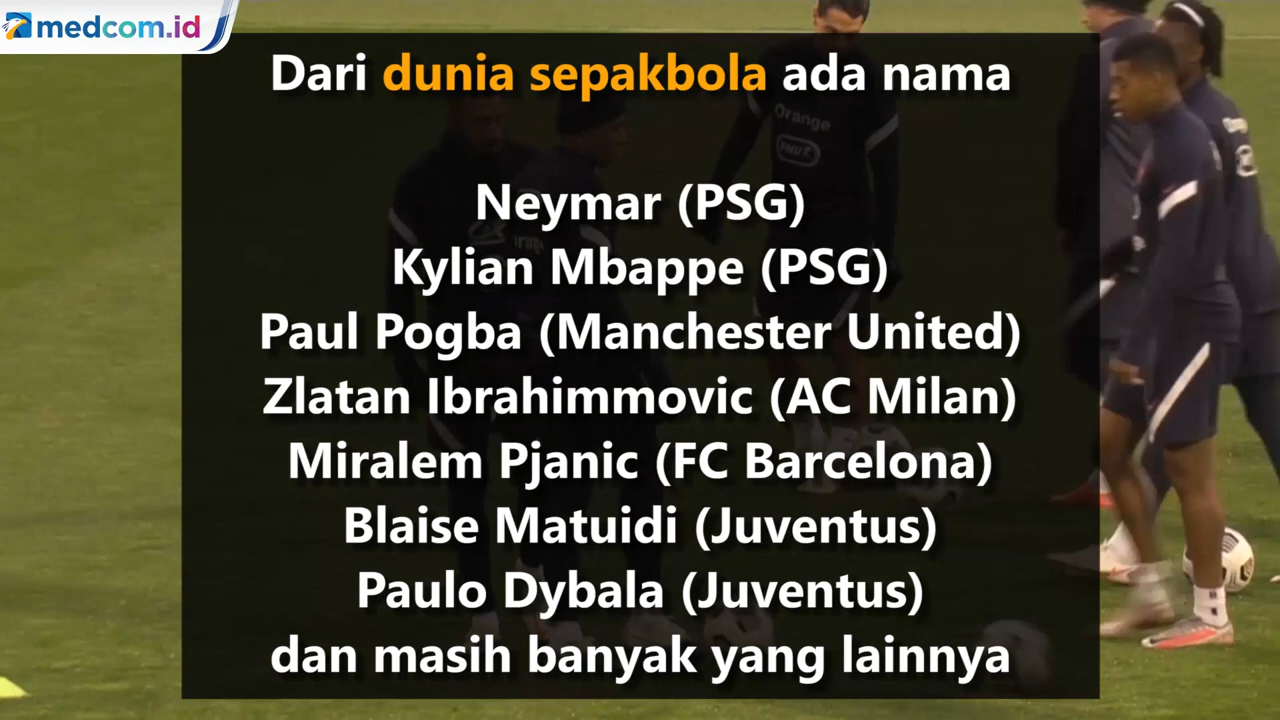 medcom.id
Dari dunia sepakbola ada nama
Orange
Neymar (PSG)
Kylian Mbappe (PSG)
Paul Pogba (Manchester United)
Zlatan Ibrahimmovic (AC Milan)
Miralem Pjanic (FC Barcelona)
Blaise Matuidi (Juventus)
Paulo Dybala (Juventus)
dan masih banyak yang lainnya